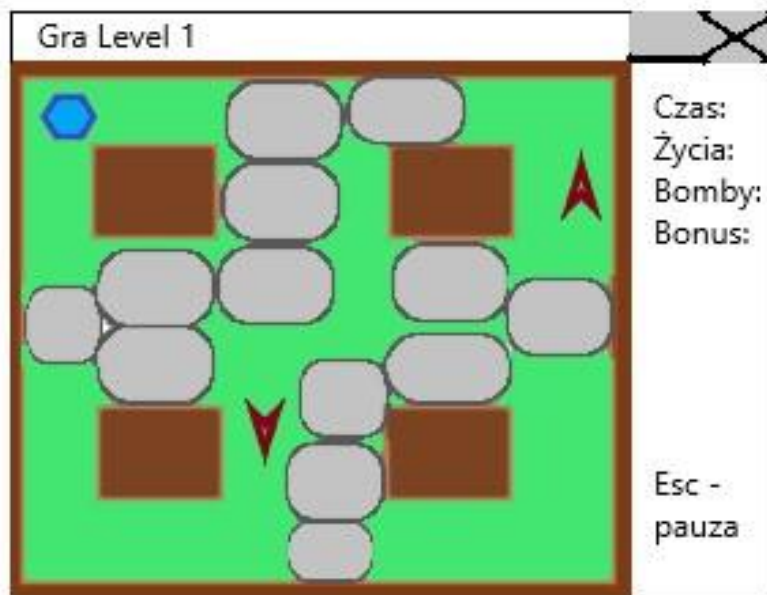 Gra Level 1
Czas:
Życia:
Bomby:
Bonus:
Esc -
pauza